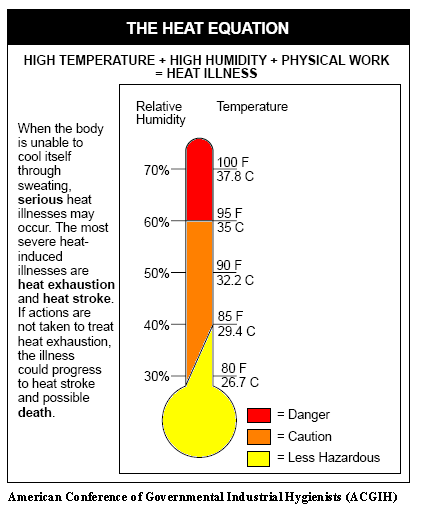 THE HEAT EQUATION
HIGH TEMPERATURE + HIGH HUMIDITY + PHYSICAL WORK
= HEAT ILLNESS
When the body
is unable to
cool itself
through
sweating,
serious heat
illnesses may
occur. The most
severe heat-
induced
illnesses are
heat exhaustion
and heat stroke.
If actions are
not taken to treat
heat exhaustion,
the illness
could progress
to heat stroke
and possible
death.
Relative
Humidity
Temperature
70%
100 F
37.8 C
60%
95 F
35 C
50%
90 F
32.2 C
40%
85 F
29.4 C
30%
80 F
26.7 C
= Danger
= Caution
= Less Hazardous
American Conference of Governmental Industrial Hygienists (ACGIH)